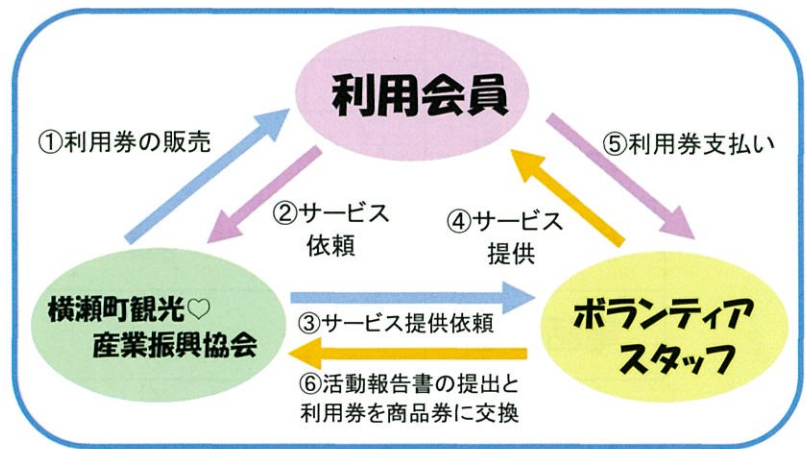 利用会員
①利用券の販売
⑤利用券支払い
②サービス
依頼
④サービス
提供
横瀬町観光♡
産業振興協会
③サービス提供依頼
ボランティア
スタッフ
⑥活動報告書の提出と
利用券を商品券に交換